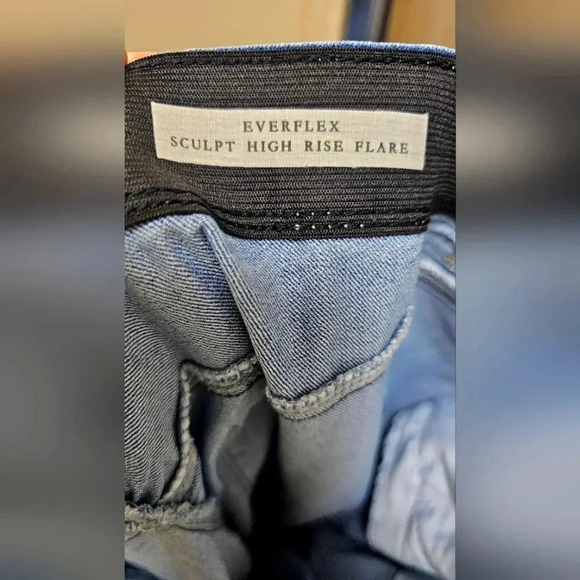 EVERFLEX
SCULPT HIGH RISE FLARE